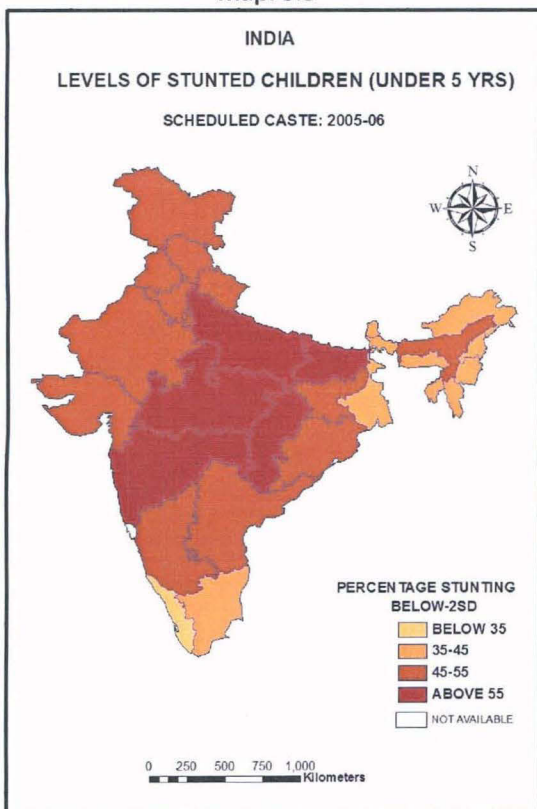 INDIA
LEVELS OF STUNTED CHILDREN (UNDER 5 YRS)
SCHEDULED CASTE: 2005-06
N
W E
S
PERCENTAGE STUNTING
BELOW-2SD
BELOW 35
35-45
45-55
ABOVE 55
NOT AVAILABLE
0 250 500 750 1,000
Kilometers